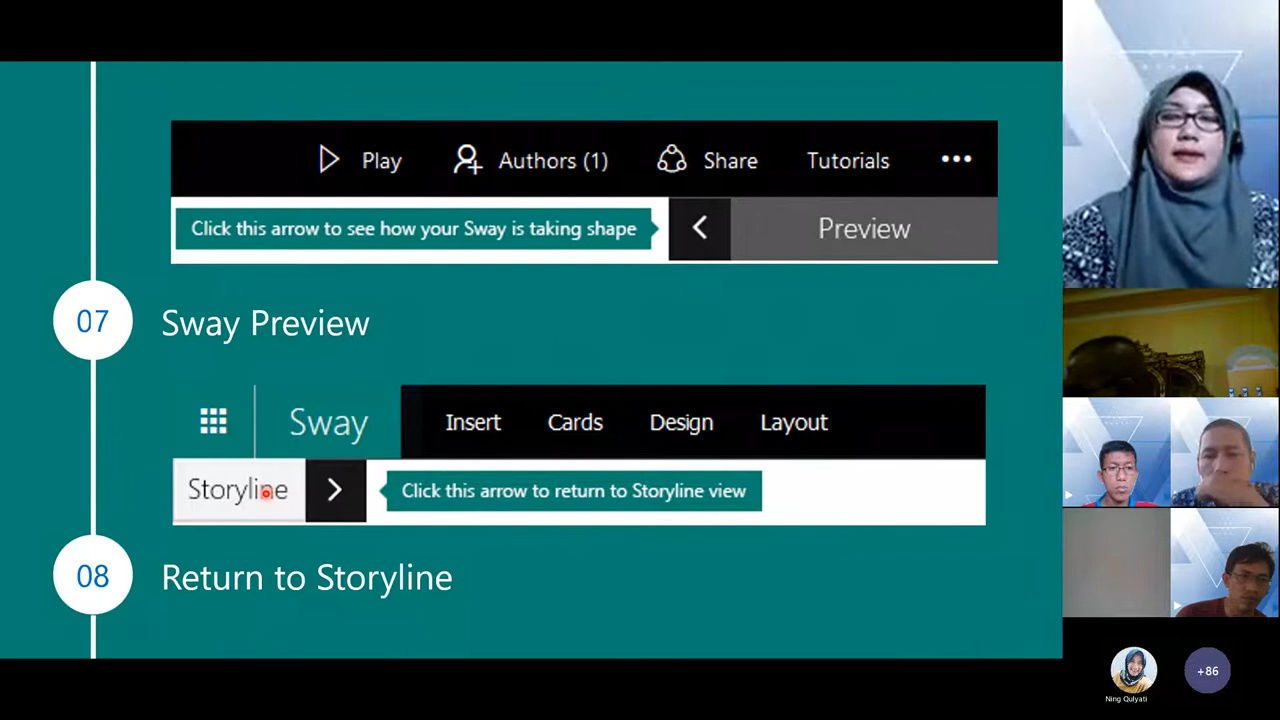 Play Authors (1) Share Tutorials •••
Click this arrow to see how your Sway is taking shape < Preview
07 Sway Preview
Sway Insert Cards Design Layout
Storyline > Click this arrow to return to Storyline view
08 Return to Storyline
Ning Qulyati
+86